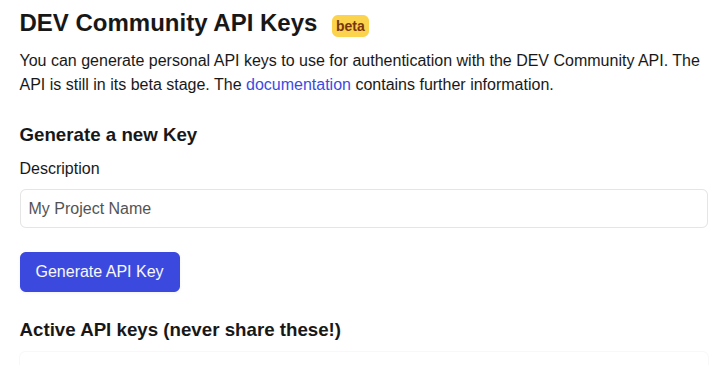 DEV Community API Keys beta
You can generate personal API keys to use for authentication with the DEV Community API. The
API is still in its beta stage. The documentation contains further information.
Generate a new Key
Description
My Project Name
Generate API Key
Active API keys (never share these!)